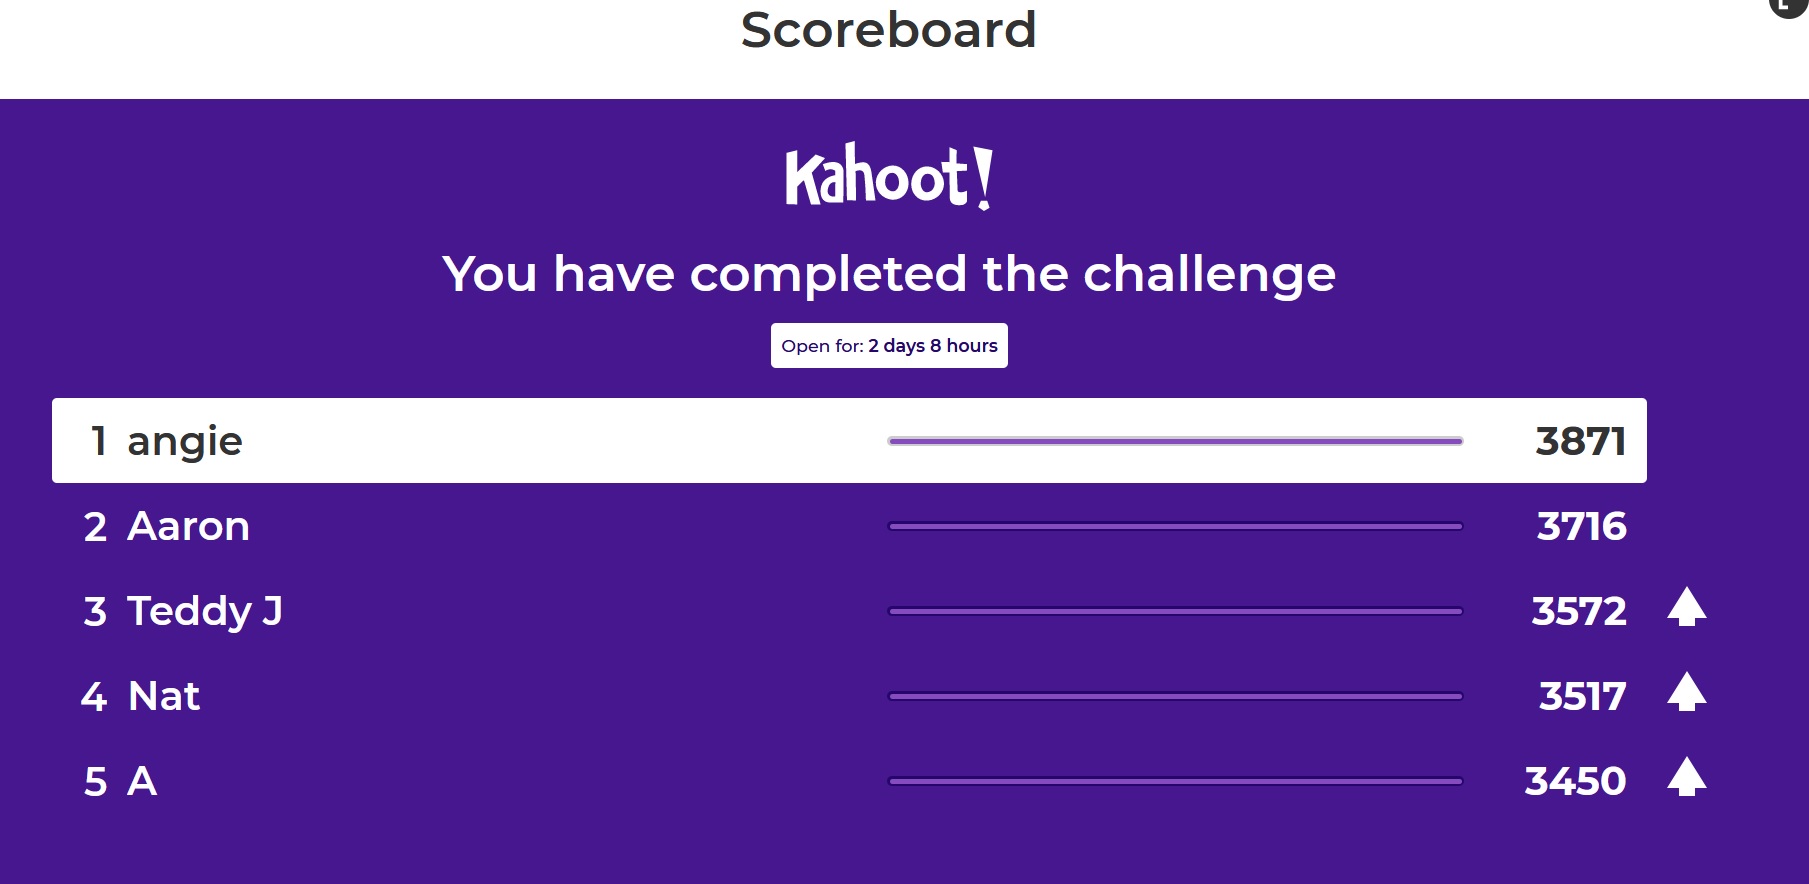 Scoreboard
Kahoot!
You have completed the challenge
Open for: 2 days 8 hours
1 angie 3871
2 Aaron 3716
3 Teddy J 3572
4 Nat 3517
5 A 3450